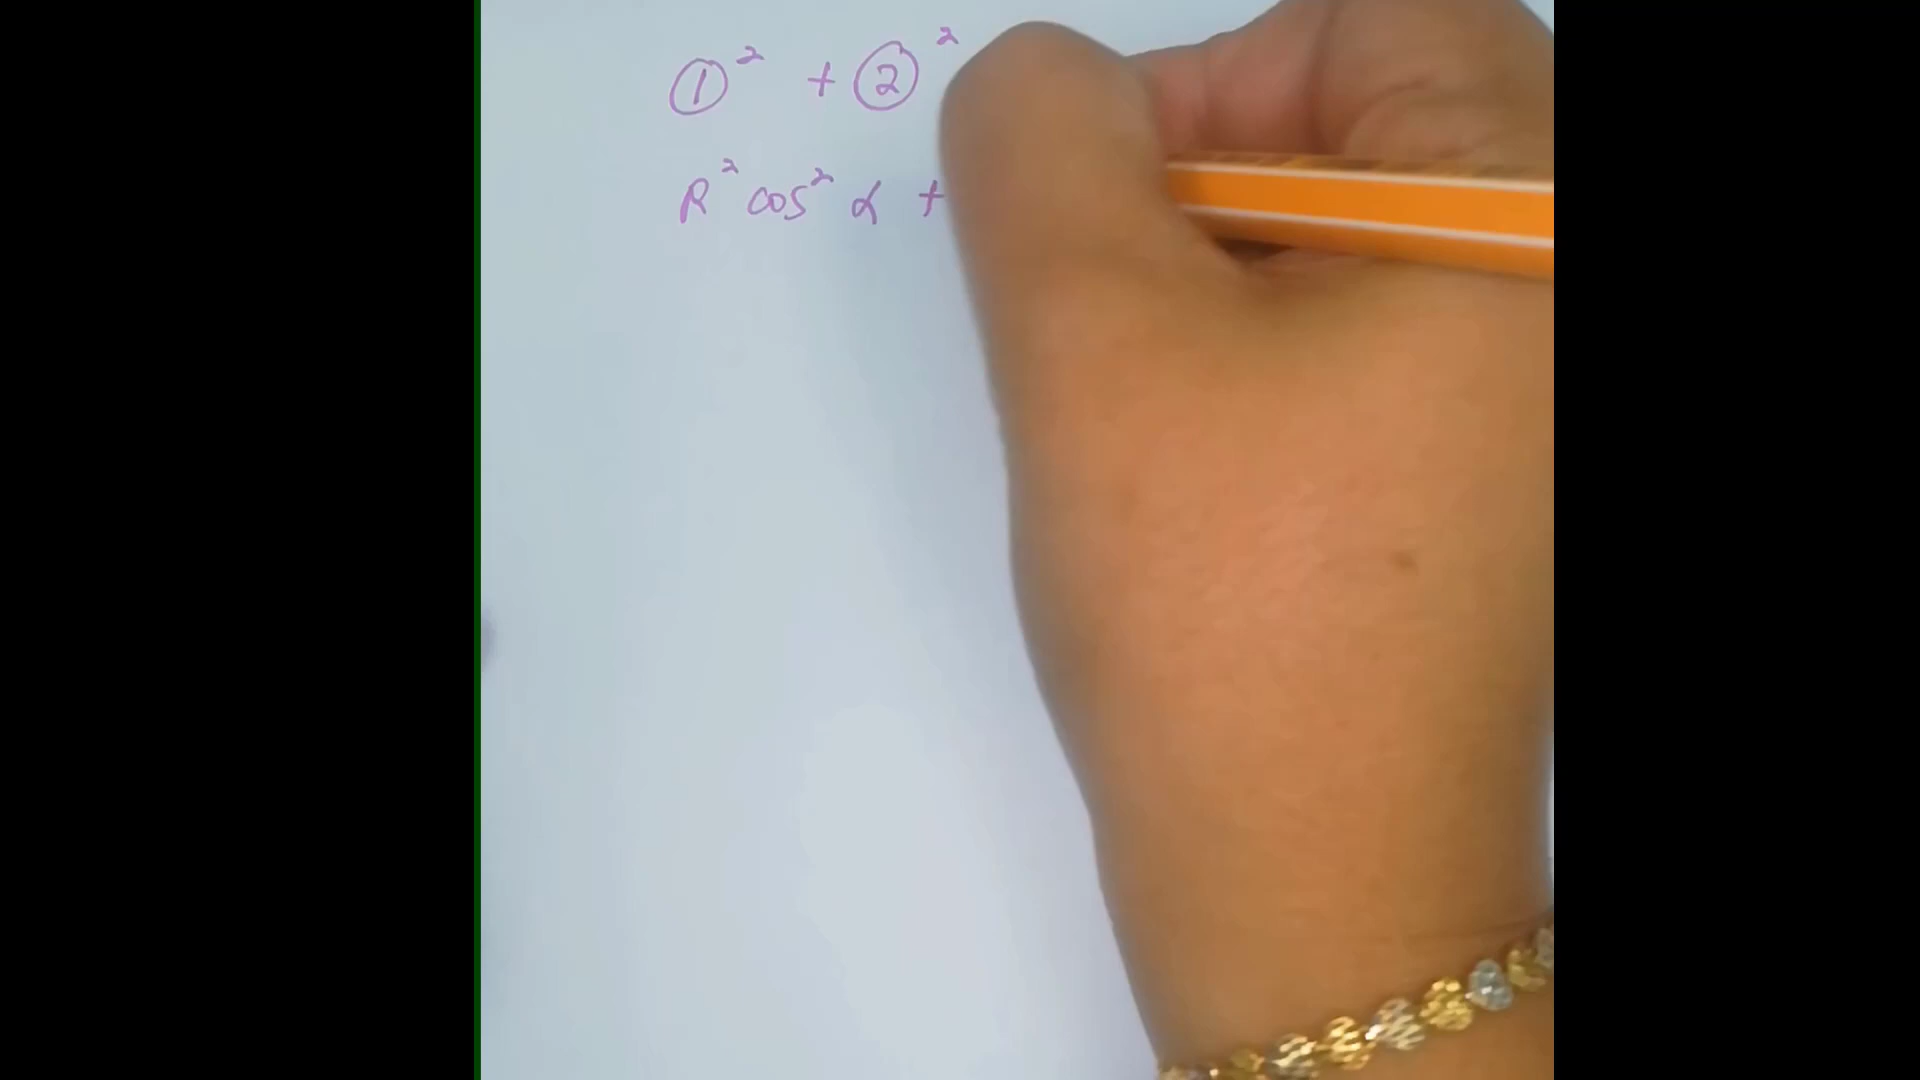 ①² + ②²
R² cos² α +